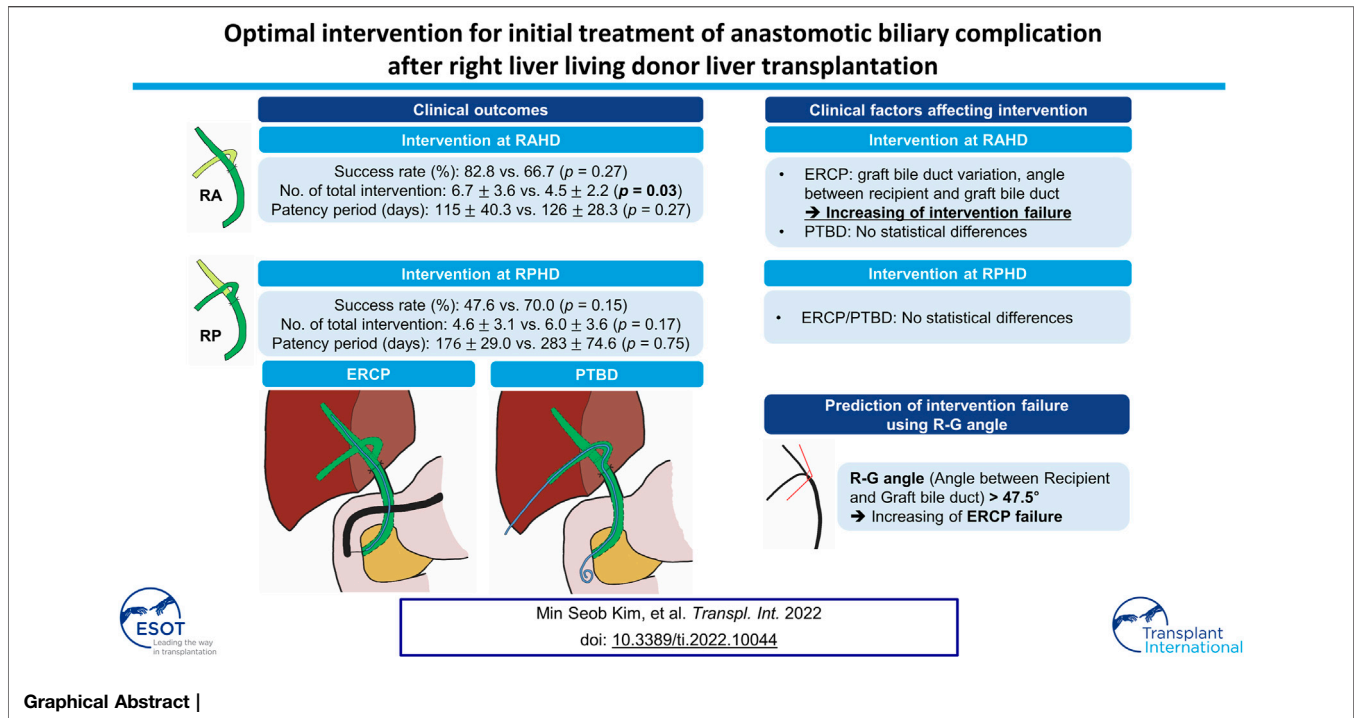 Optimal intervention for initial treatment of anastomotic biliary complication
after right liver living donor liver transplantation
Clinical outcomes
Intervention at RAHD
RA
Success rate (%): 82.8 vs. 66.7 (p = 0.27)
No. of total intervention: 6.7 ± 3.6 vs. 4.5 ± 2.2 (p = 0.03)
Patency period (days): 115 ± 40.3 vs. 126 ± 28.3 (p = 0.27)
Intervention at RPHD
RP
Success rate (%): 47.6 vs. 70.0 (p = 0.15)
No. of total intervention: 4.6 ± 3.1 vs. 6.0 ± 3.6 (p = 0.17)
Patency period (days): 176 ± 29.0 vs. 283 ± 74.6 (p = 0.75)
ERCP
PTBD
Clinical factors affecting intervention
Intervention at RAHD
• ERCP: graft bile duct variation, angle
between recipient and graft bile duct
➔ Increasing of intervention failure
• PTBD: No statistical differences
Intervention at RPHD
• ERCP/PTBD: No statistical differences
Prediction of intervention failure
using R-G angle
R-G angle (Angle between Recipient
and Graft bile duct) > 47.5°
➔ Increasing of ERCP failure
ESOT
Leading the way
in transplantation
Min Seob Kim, et al. Transpl. Int. 2022
doi: 10.3389/ti.2022.10044
Transplant
International
Graphical Abstract |